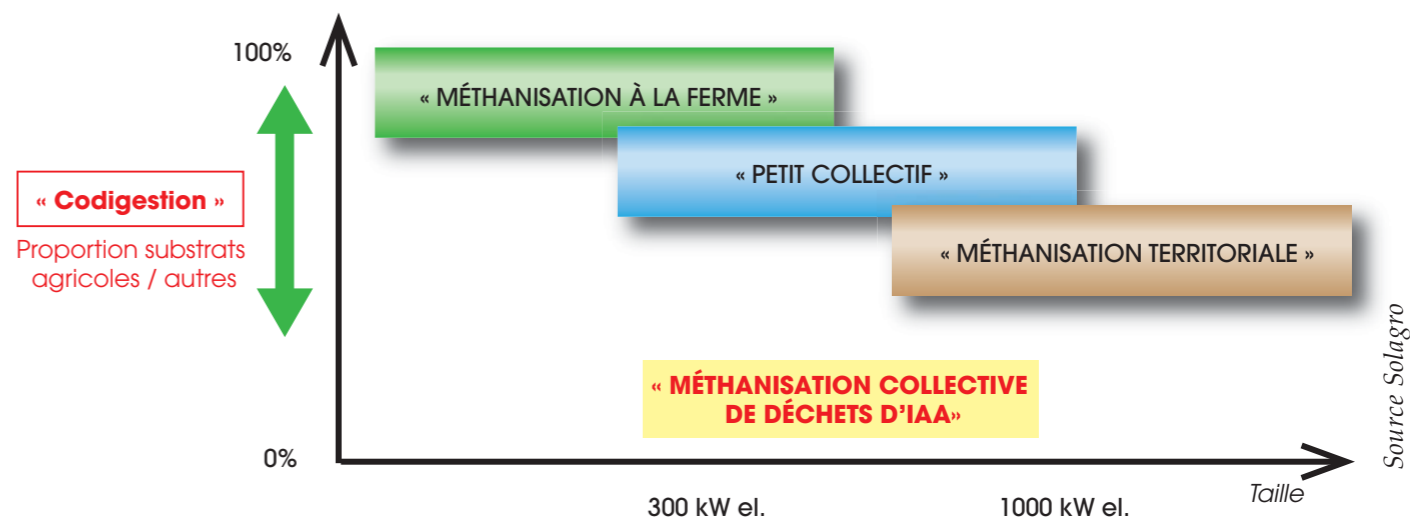 100%
« MÉTHANISATION À LA FERME »
« PETIT COLLECTIF »
« Codigestion »
Proportion substrats
agricoles / autres
« MÉTHANISATION TERRITORIALE »
« MÉTHANISATION COLLECTIVE
DE DÉCHETS D’IAA»
0%
300 kW el.
1000 kW el.
Taille
Source Solagro